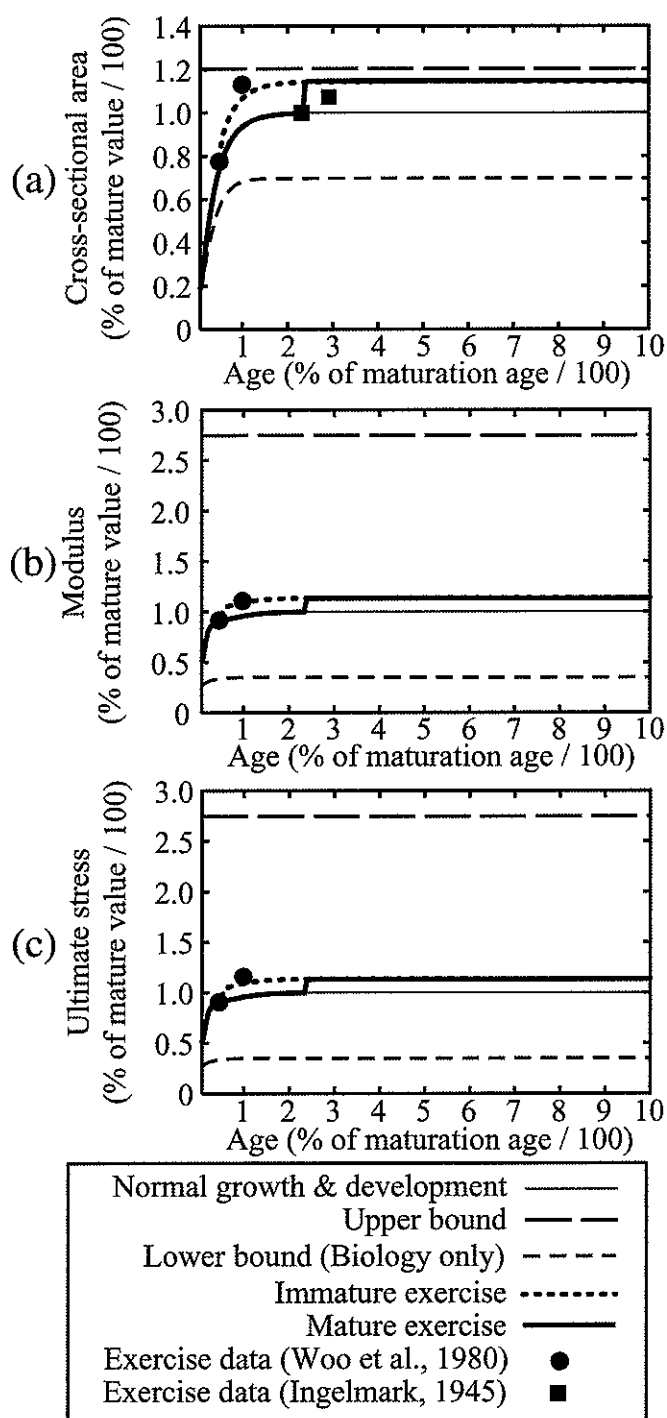 (a)
Cross-sectional area
(% of mature value / 100)
1.4
1.2
1.0
0.8
0.6
0.4
0.2
0
1 2 3 4 5 6 7 8 9 10
Age (% of maturation age / 100)
(b)
Modulus
(% of mature value / 100)
3.0
2.5
2.0
1.5
1.0
0.5
0
1 2 3 4 5 6 7 8 9 10
Age (% of maturation age / 100)
(c)
Ultimate stress
(% of mature value / 100)
3.0
2.5
2.0
1.5
1.0
0.5
0
1 2 3 4 5 6 7 8 9 10
Age (% of maturation age / 100)
Normal growth & development
Upper bound
Lower bound (Biology only)
Immature exercise
Mature exercise
Exercise data (Woo et al., 1980)
Exercise data (Ingelmark, 1945)